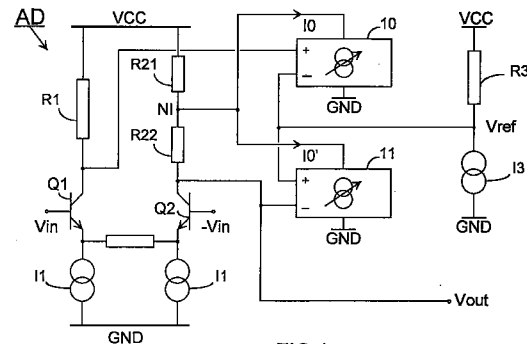 AD
VCC
I0
10
VCC
R21
+
−
R1
NI
GND
R3
R22
Vref
I0'
11
Q1
+
−
I3
Vin
Q2
-Vin
GND
GND
I1
I1
Vout
GND